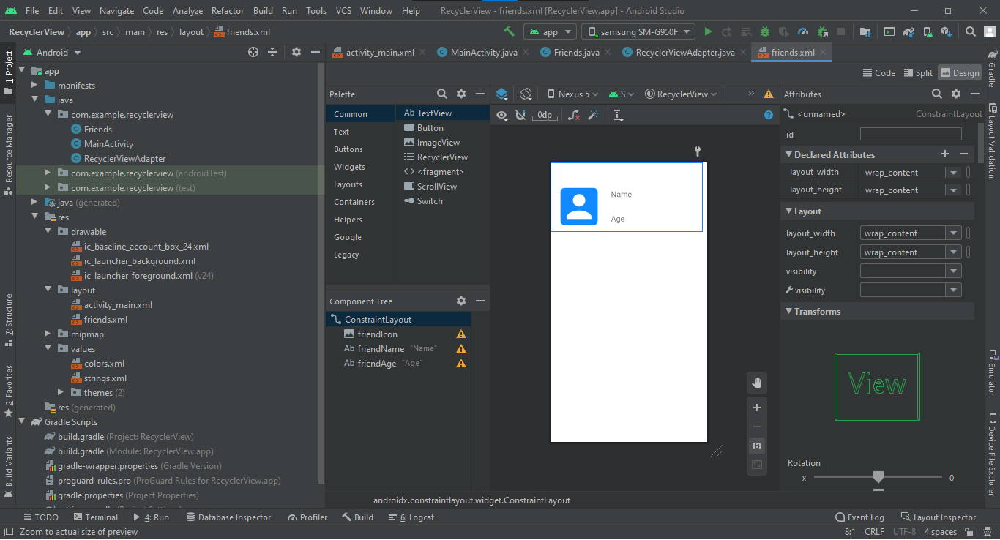 File Edit View Navigate Code Analyze Refactor Build Run Tools VCS Window Help RecyclerView - friends.xml [RecyclerView.app] - Android Studio
RecyclerView app src main res layout friends.xml app samsung SM-G950F
1: Project
Resource Manager
7: Structure
2: Favorites
Build Variants
Android
app
manifests
java
com.example.recyclerview
Friends
MainActivity
RecyclerViewAdapter
com.example.recyclerview (androidTest)
com.example.recyclerview (test)
java (generated)
res
drawable
ic_baseline_account_box_24.xml
ic_launcher_background.xml
ic_launcher_foreground.xml (v24)
layout
activity_main.xml
friends.xml
mipmap
values
colors.xml
strings.xml
themes (2)
res (generated)
Gradle Scripts
build.gradle (Project: RecyclerView)
build.gradle (Module: RecyclerView.app)
gradle-wrapper.properties (Gradle Version)
proguard-rules.pro (ProGuard Rules for RecyclerView.app)
gradle.properties (Project Properties)
activity_main.xml MainActivity.java Friends.java RecyclerViewAdapter.java friends.xml
Code Split Design
Palette
Common
Text
Buttons
Widgets
Layouts
Containers
Helpers
Google
Legacy
Ab TextView
Button
ImageView
RecyclerView
<> <fragment>
ScrollView
Switch
Component Tree
ConstraintLayout
friendIcon
Ab friendName "Name"
Ab friendAge "Age"
Nexus 5 S RecyclerView »
0dp ?
Name
Age
1:1
androidx.constraintlayout.widget.ConstraintLayout
Attributes
<unnamed> ConstraintLayout
id
Declared Attributes
layout_width wrap_content
layout_height wrap_content
Layout
layout_width wrap_content
layout_height wrap_content
visibility
visibility
Transforms
View
Rotation
x 0
Gradle
Layout Validation
Emulator
Device File Explorer
TODO Terminal 4: Run Database Inspector Profiler Build 6: Logcat Event Log Layout Inspector
Zoom to actual size of preview 8:1 CRLF UTF-8 4 spaces